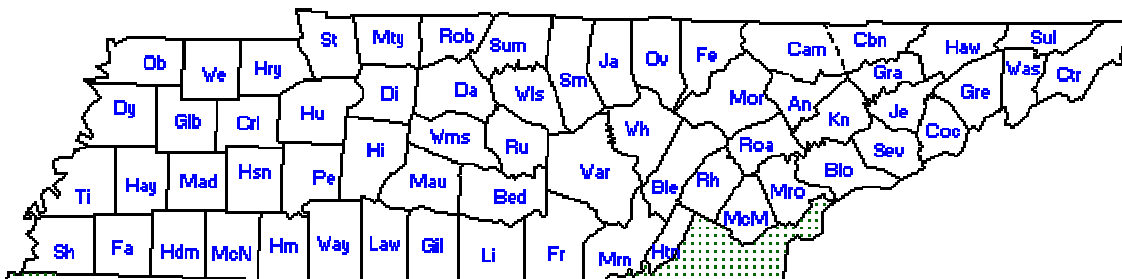 St Mty Rob Sum Sm Ja Ov Fe Cam Cbn Haw Sul
Ob We Hry Di Da Wls Mor An Gra Was Ctr
Dy Glb Crl Hu Wms Ru Wh Roa Kn Je Coc Gre
Ti Hay Mad Hsn Pe Hi Mau Bed Var Ble Rh McM Mro Blo Sev
Sh Fa Hdm McN Hm Way Law Gil Li Fr Mrn Htn